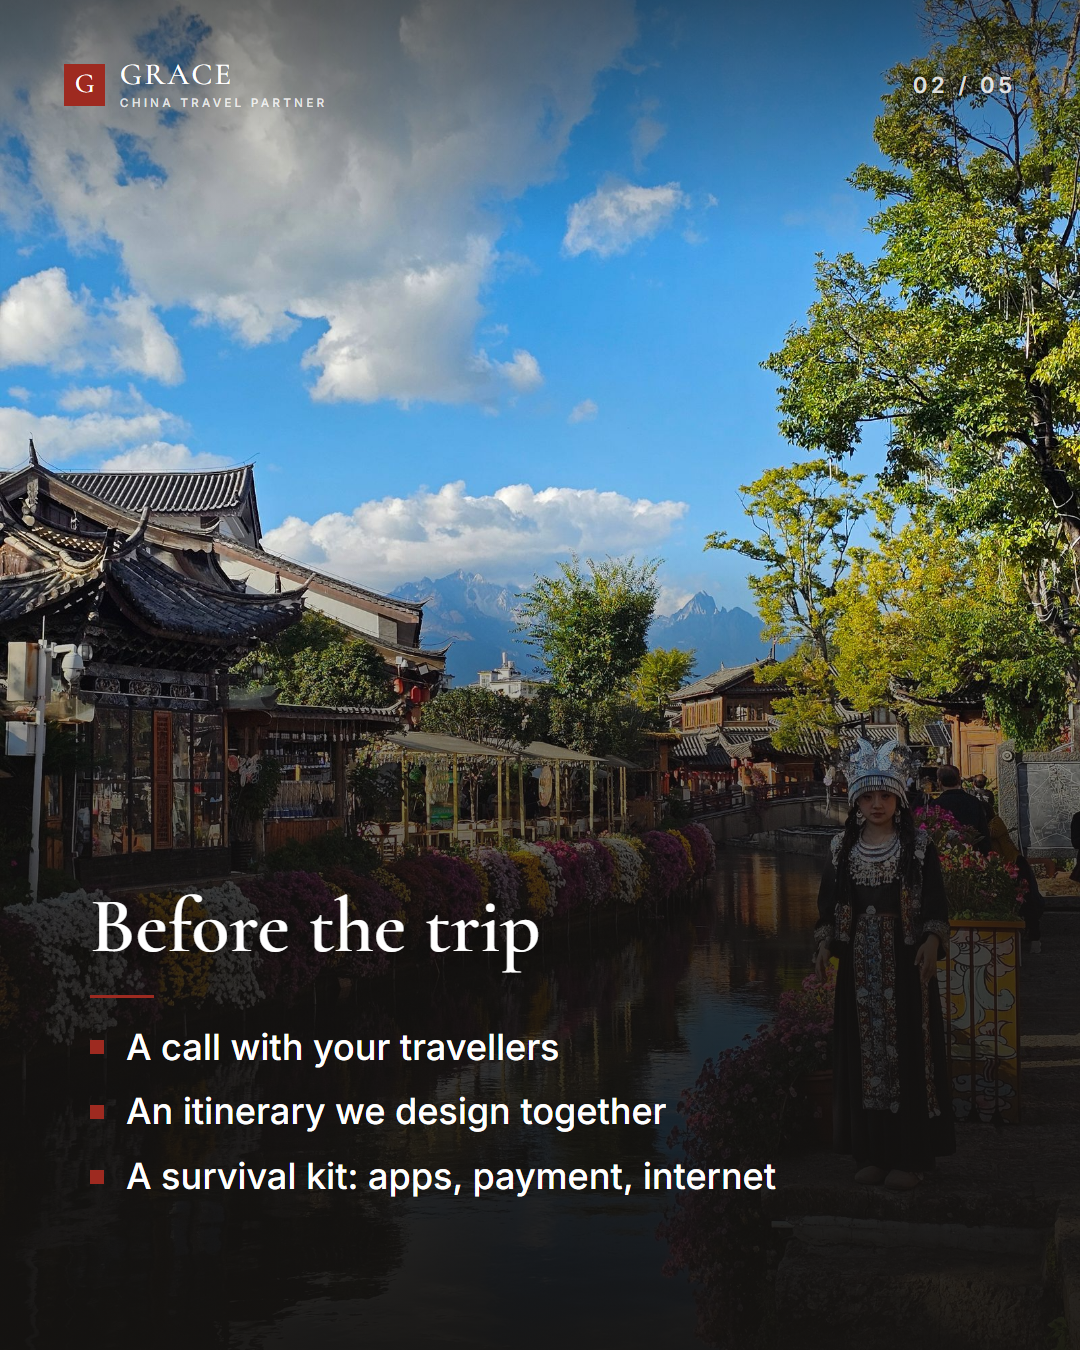 G
GRACE
CHINA TRAVEL PARTNER
02 / 05
Before the trip
A call with your travellers
An itinerary we design together
A survival kit: apps, payment, internet